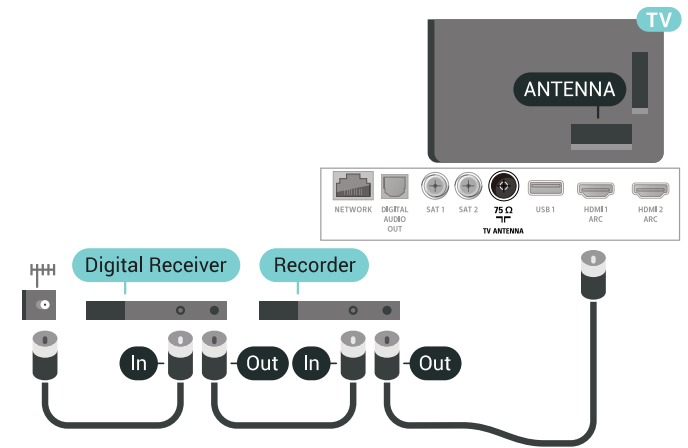 TV
ANTENNA
NETWORK
DIGITAL
AUDIO
OUT
SAT 1
SAT 2
75 Ω
TV ANTENNA
USB 1
HDMI 1
ARC
HDMI 2
ARC
Digital Receiver
Recorder
In
Out
In
Out